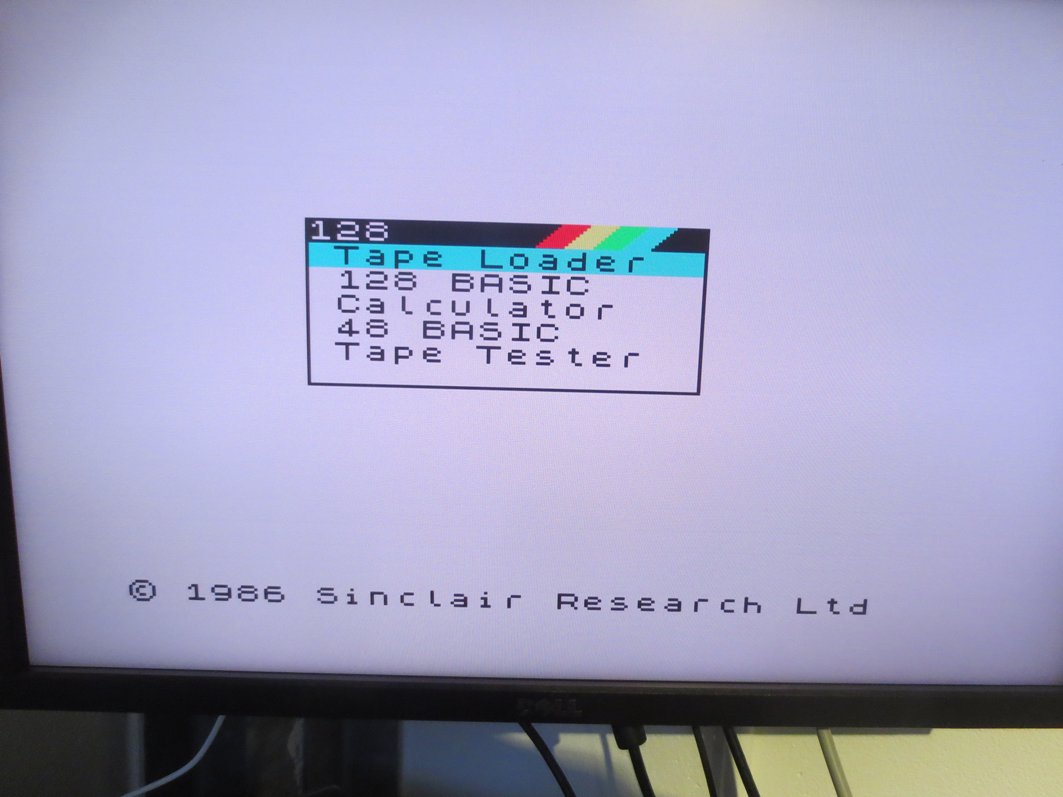 128
Tape Loader
128 BASIC
Calculator
48 BASIC
Tape Tester
© 1986 Sinclair Research Ltd
DELL